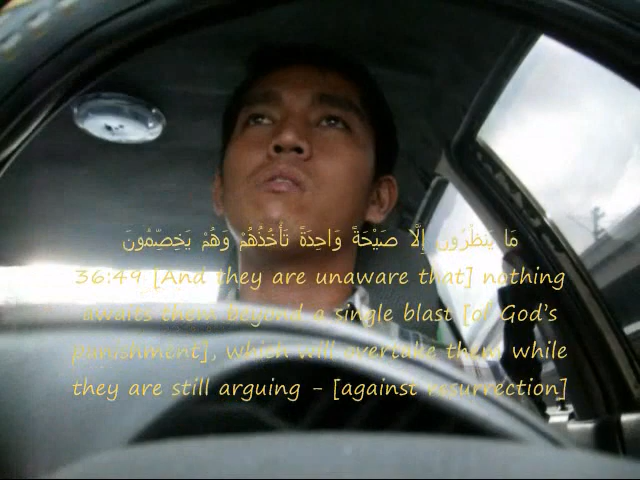 مَا يَنظُرُونَ إِلَّا صَيْحَةً وَاحِدَةً تَأْخُذُهُمْ وَهُمْ يَخِصِّمُونَ
36:49 [And they are unaware that] nothing
awaits them beyond a single blast [of God's
punishment], which will overtake them while
they are still arguing - [against resurrection]